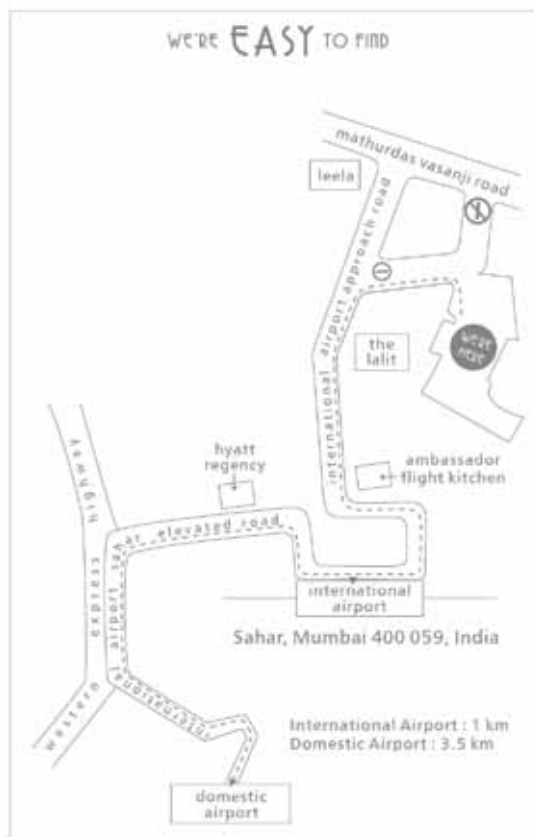 WE'RE EASY TO FIND
mathurdas vasanji road
leela
international airport approach road
the
lalit
WE'RE
HERE
hyatt
regency
ambassador
flight kitchen
western express highway
international airport sahar elevated road
international
airport
Sahar, Mumbai 400 059, India
International Airport : 1 km
Domestic Airport : 3.5 km
domestic
airport